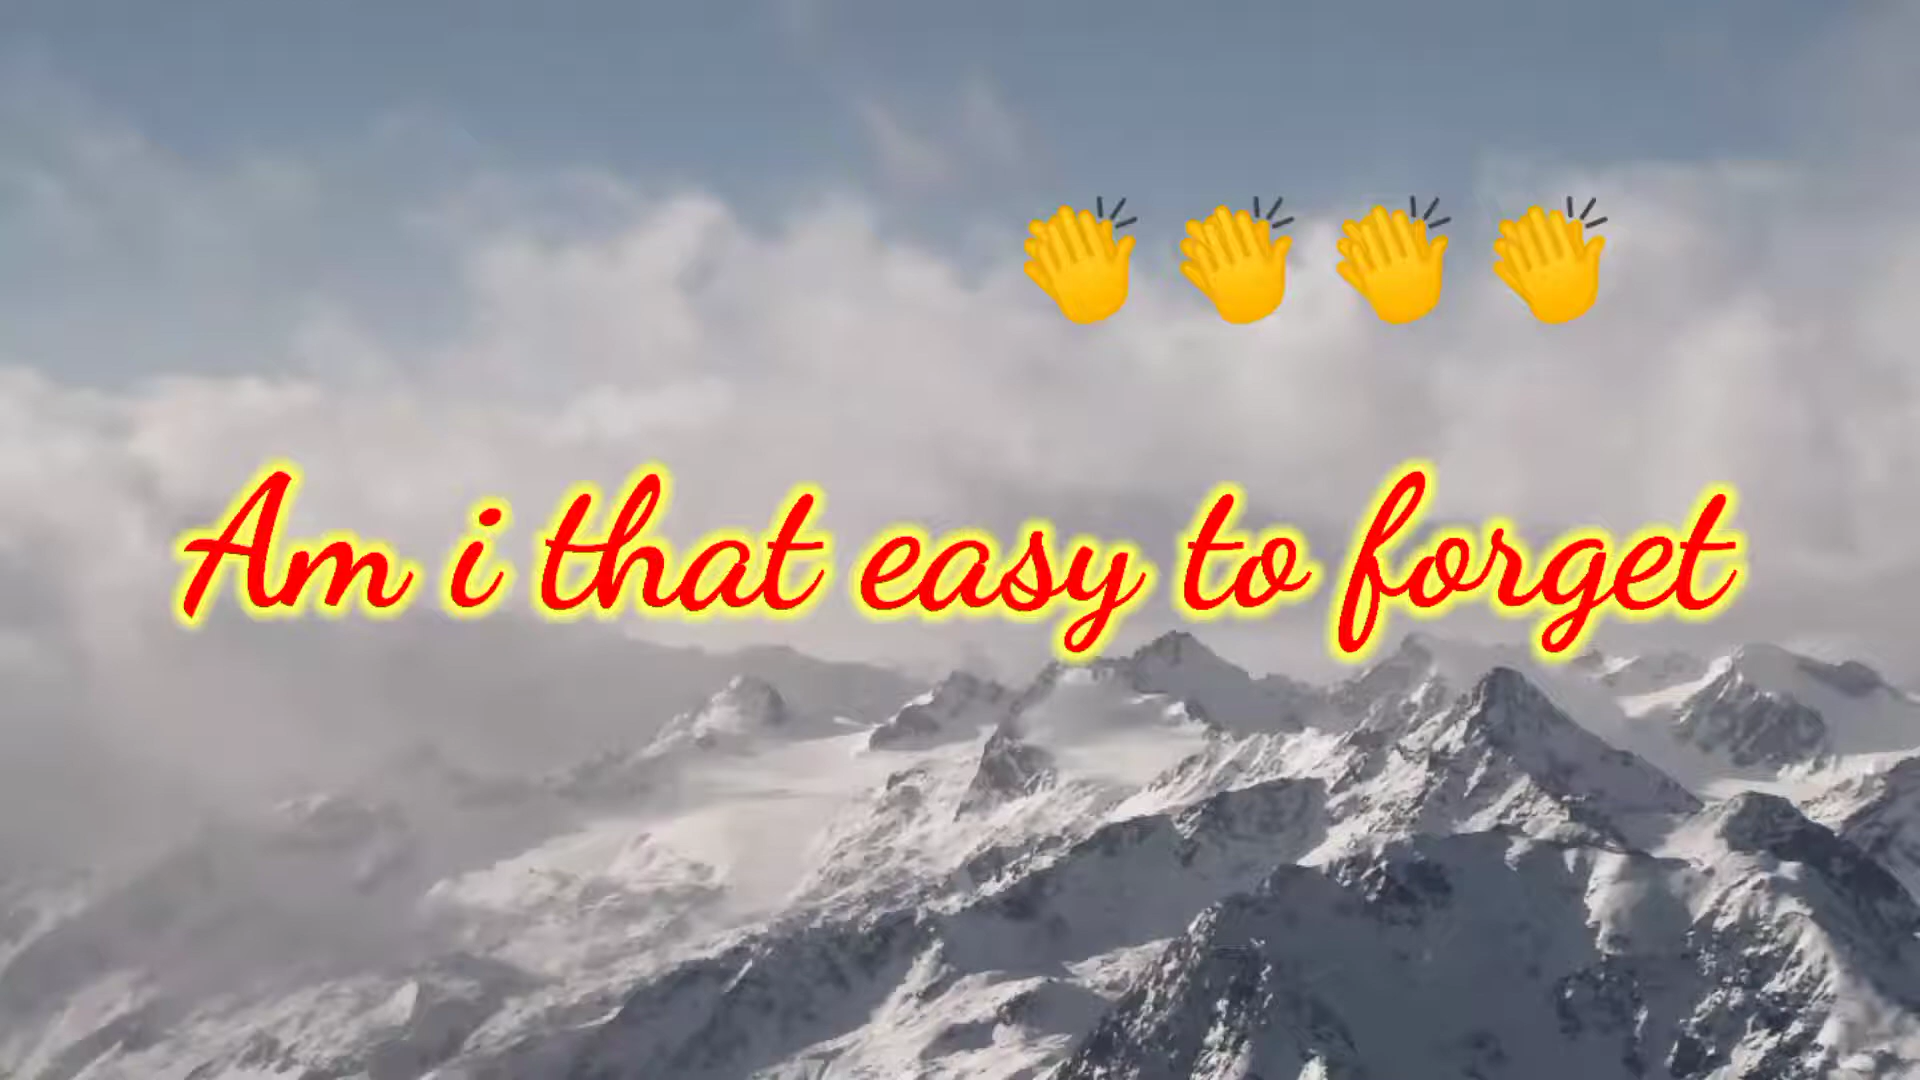 👏 👏 👏 👏
Am i that easy to forget